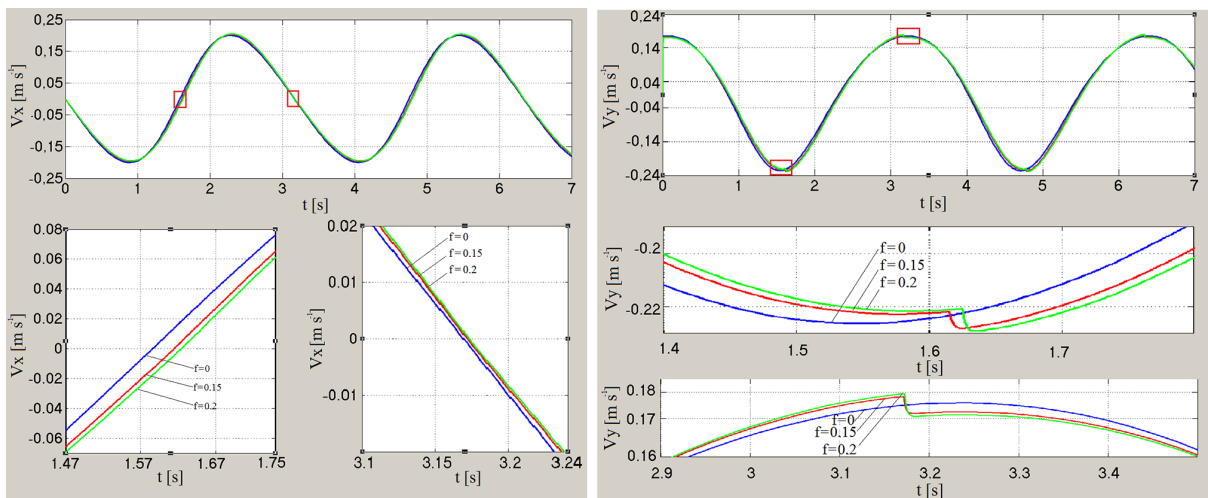 0.25
0.15
0.05
-0.05
-0.15
-0.25
Vx [m s⁻¹]
0 1 2 3 4 5 6 7
t [s]
0.24
0.14
0.04
-0.04
-0.14
-0.24
Vy [m s⁻¹]
0 1 2 3 4 5 6 7
t [s]
0.08
0.06
0.04
0.02
0
-0.02
-0.04
-0.06
Vx [m s⁻¹]
f=0
f=0.15
f=0.2
1.47 1.57 1.67 1.75
t [s]
0.02
0.01
0
-0.01
Vx [m s⁻¹]
f=0
f=0.15
f=0.2
3.1 3.15 3.2 3.24
t [s]
-0.2
-0.22
Vy [m s⁻¹]
f=0
f=0.15
f=0.2
1.4 1.5 1.6 1.7
t [s]
0.18
0.17
0.16
Vy [m s⁻¹]
f=0
f=0.15
f=0.2
2.9 3 3.1 3.2 3.3 3.4
t [s]